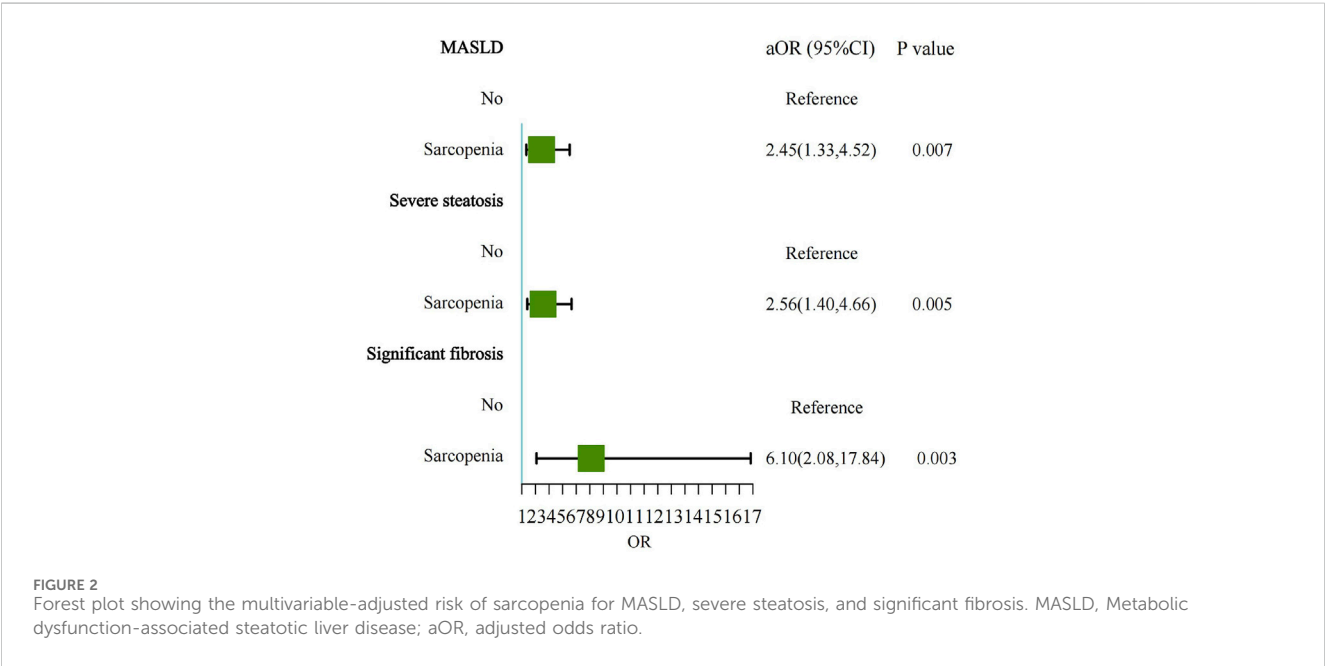 MASLD aOR (95%CI) P value
No Reference
Sarcopenia 2.45(1.33,4.52) 0.007
Severe steatosis
No Reference
Sarcopenia 2.56(1.40,4.66) 0.005
Significant fibrosis
No Reference
Sarcopenia 6.10(2.08,17.84) 0.003
1234567891011121314151617
OR
FIGURE 2
Forest plot showing the multivariable-adjusted risk of sarcopenia for MASLD, severe steatosis, and significant fibrosis. MASLD, Metabolic
dysfunction-associated steatotic liver disease; aOR, adjusted odds ratio.